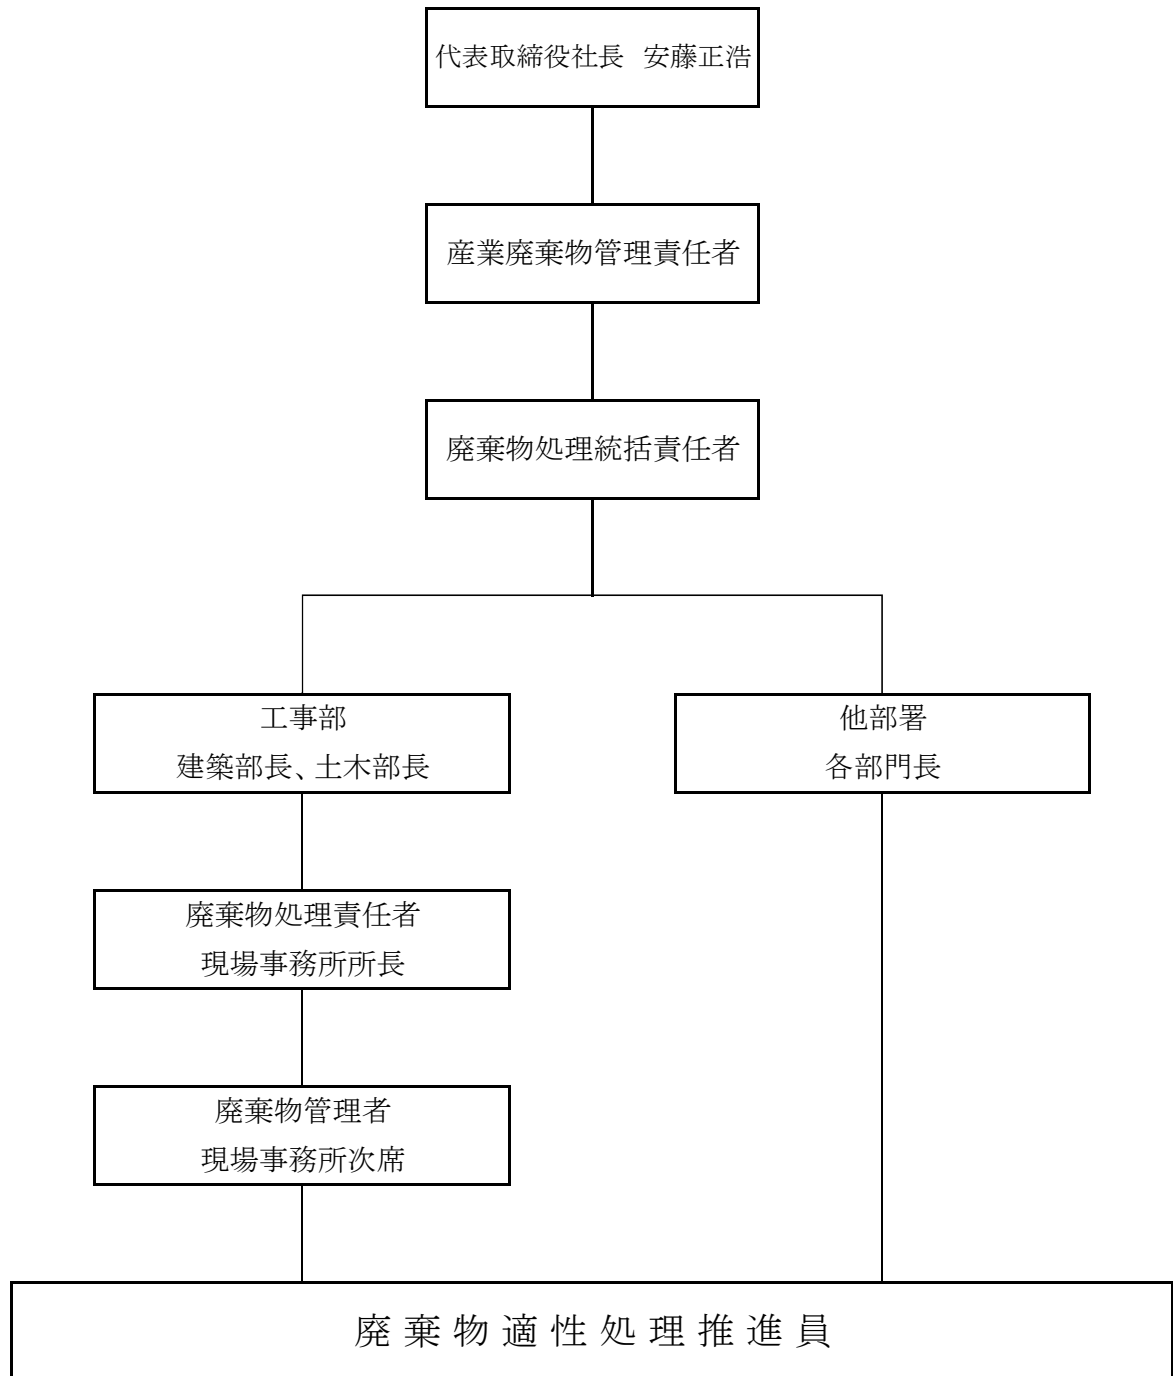 代表取締役社長 安藤正浩
産業廃棄物管理責任者
廃棄物処理統括責任者
工事部
建築部長、土木部長
他部署
各部門長
廃棄物処理責任者
現場事務所所長
廃棄物管理者
現場事務所次席
廃棄物適性処理推進員